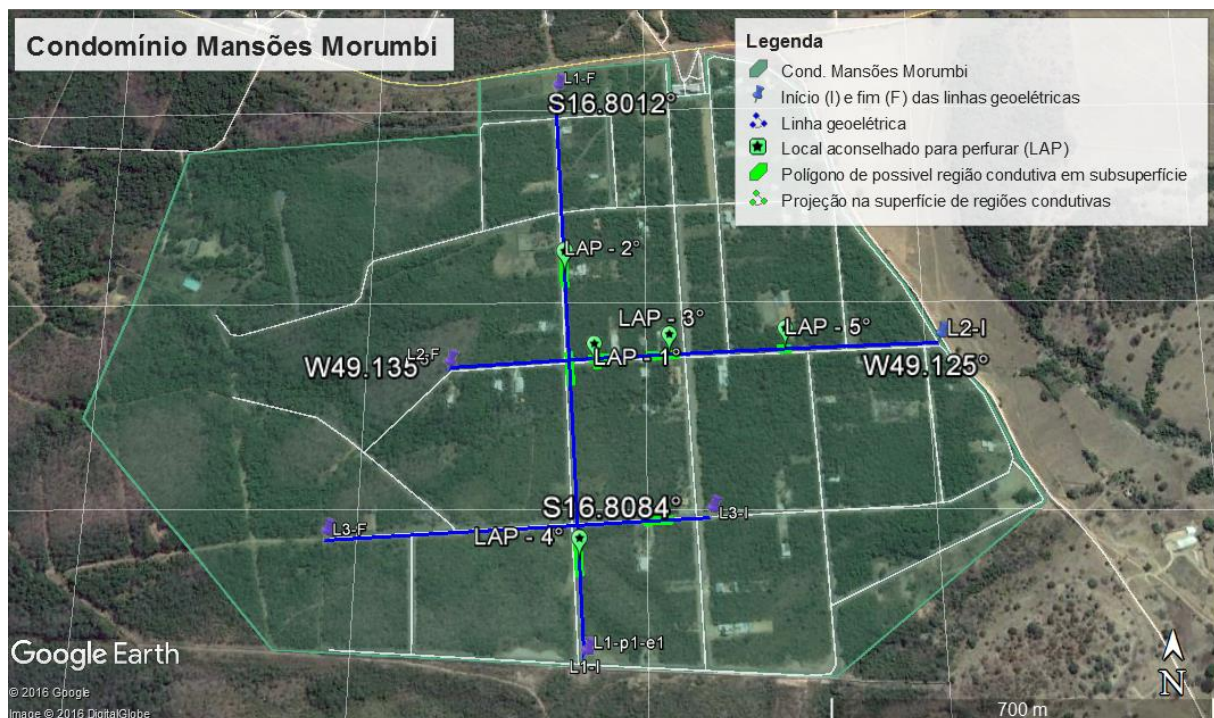 Condomínio Mansões Morumbi
Legenda
Cond. Mansões Morumbi
Início (I) e fim (F) das linhas geoelétricas
Linha geoelétrica
Local aconselhado para perfurar (LAP)
Polígono de possivel região condutiva em subsuperfície
Projeção na superfície de regiões condutivas
L1-F
S16.8012°
LAP - 2°
LAP - 3°
LAP - 5°
L2-I
L2-F
W49.135°
LAP - 1°
W49.125°
S16.8084°
L3-I
L3-F
LAP - 4°
L1-p1-e1
L1-I
Google Earth
© 2016 Google
Image © 2016 DigitalGlobe
N
700 m